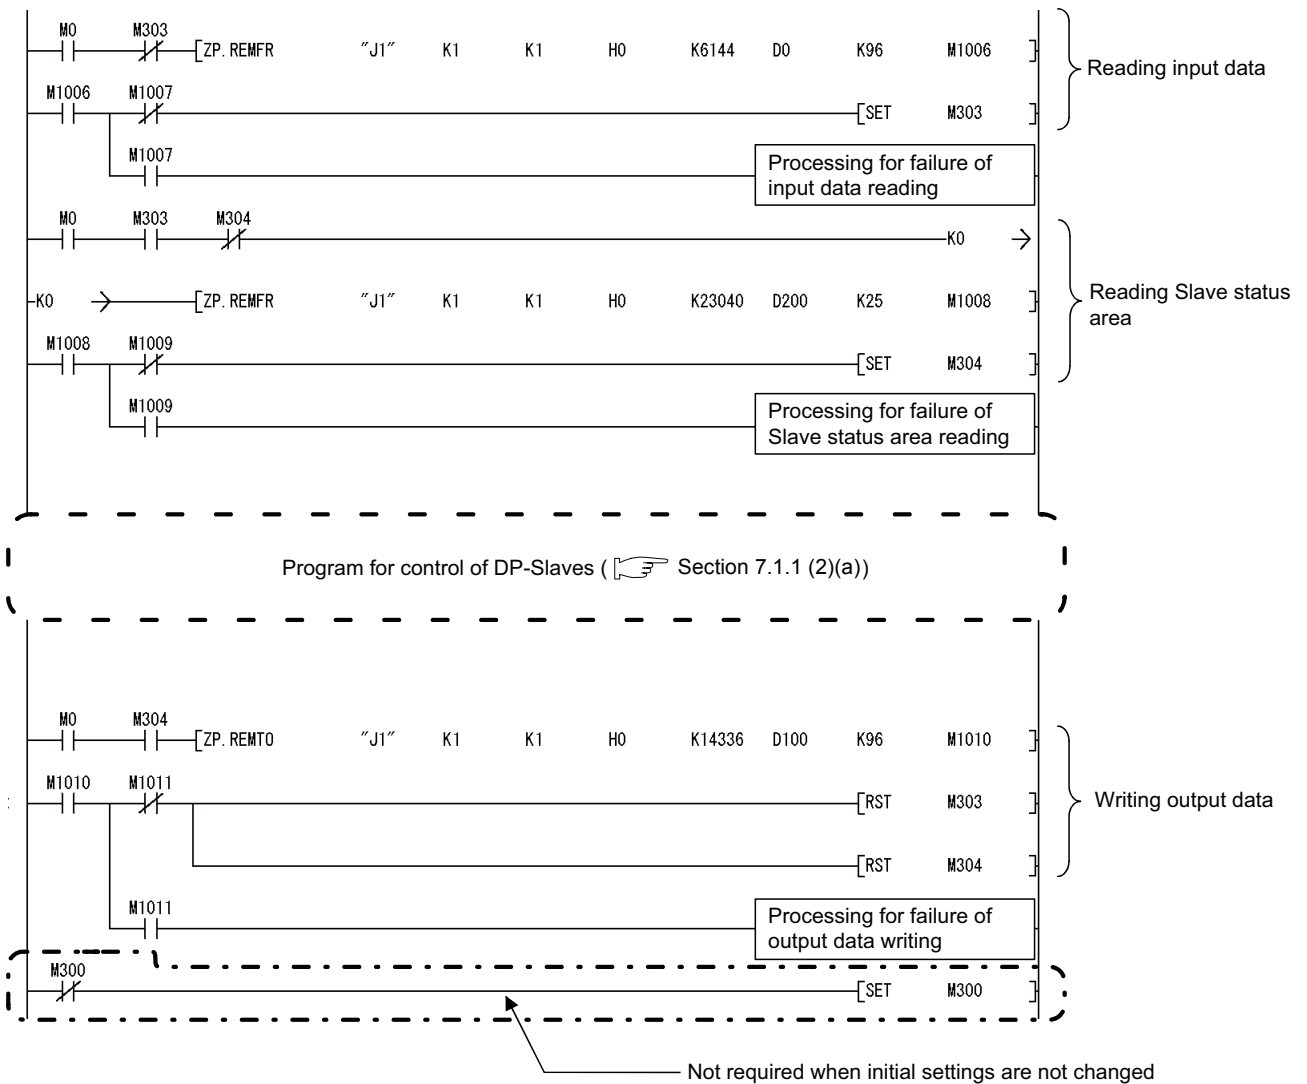 M0 M303
[ZP.REMFR "J1" K1 K1 H0 K6144 D0 K96 M1006 ]
Reading input data
M1006 M1007
[SET M303 ]
M1007
Processing for failure of
input data reading
M0 M303 M304
K0
K0 [ZP.REMFR "J1" K1 K1 H0 K23040 D200 K25 M1008 ]
Reading Slave status
area
M1008 M1009
[SET M304 ]
M1009
Processing for failure of
Slave status area reading
Program for control of DP-Slaves ( Section 7.1.1 (2)(a))
M0 M304
[ZP.REMTO "J1" K1 K1 H0 K14336 D100 K96 M1010 ]
M1010 M1011
[RST M303 ]
Writing output data
[RST M304 ]
M1011
Processing for failure of
output data writing
M300
[SET M300 ]
Not required when initial settings are not changed